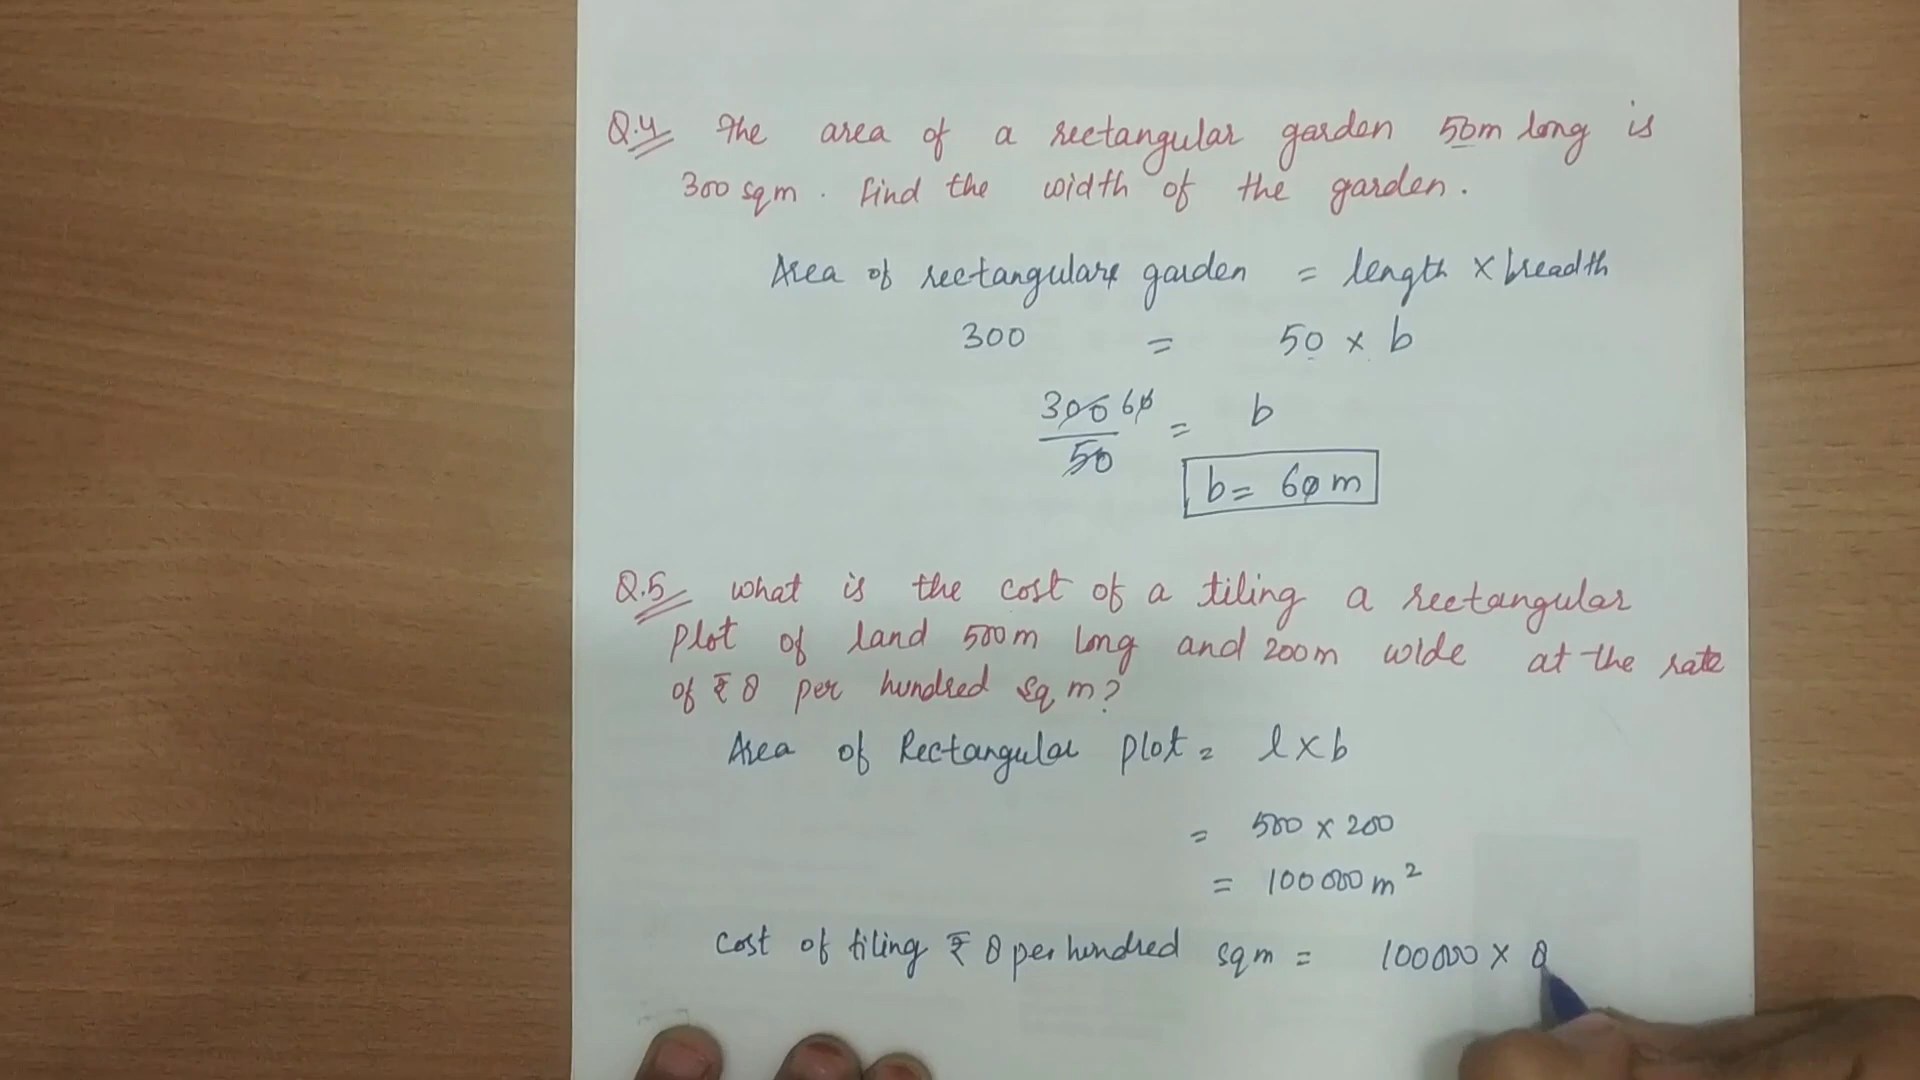 Q.4 The area of a rectangular garden 50m long is
300 sq m. Find the width of the garden.
Area of rectangular garden = length × breadth
300 = 50 × b
300/50 = b
b = 6 m
Q.5 What is the cost of a tiling a rectangular
plot of land 500m long and 200m wide at the rate
of ₹ 8 per hundred sq m?
Area of Rectangular plot = l × b
= 500 × 200
= 100000 m²
Cost of tiling ₹ 8 per hundred sq m = 100000 × 8